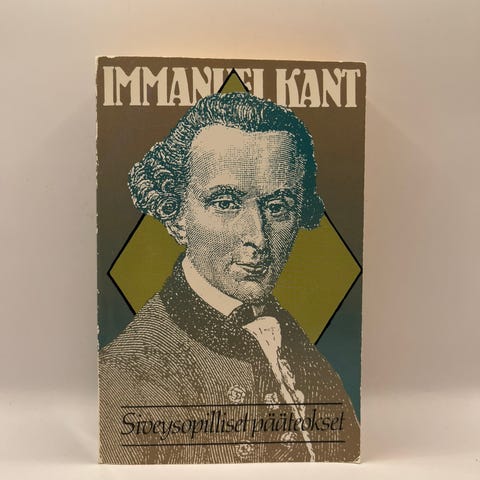 IMMANUEL KANT
Siveysopilliset pääteokset